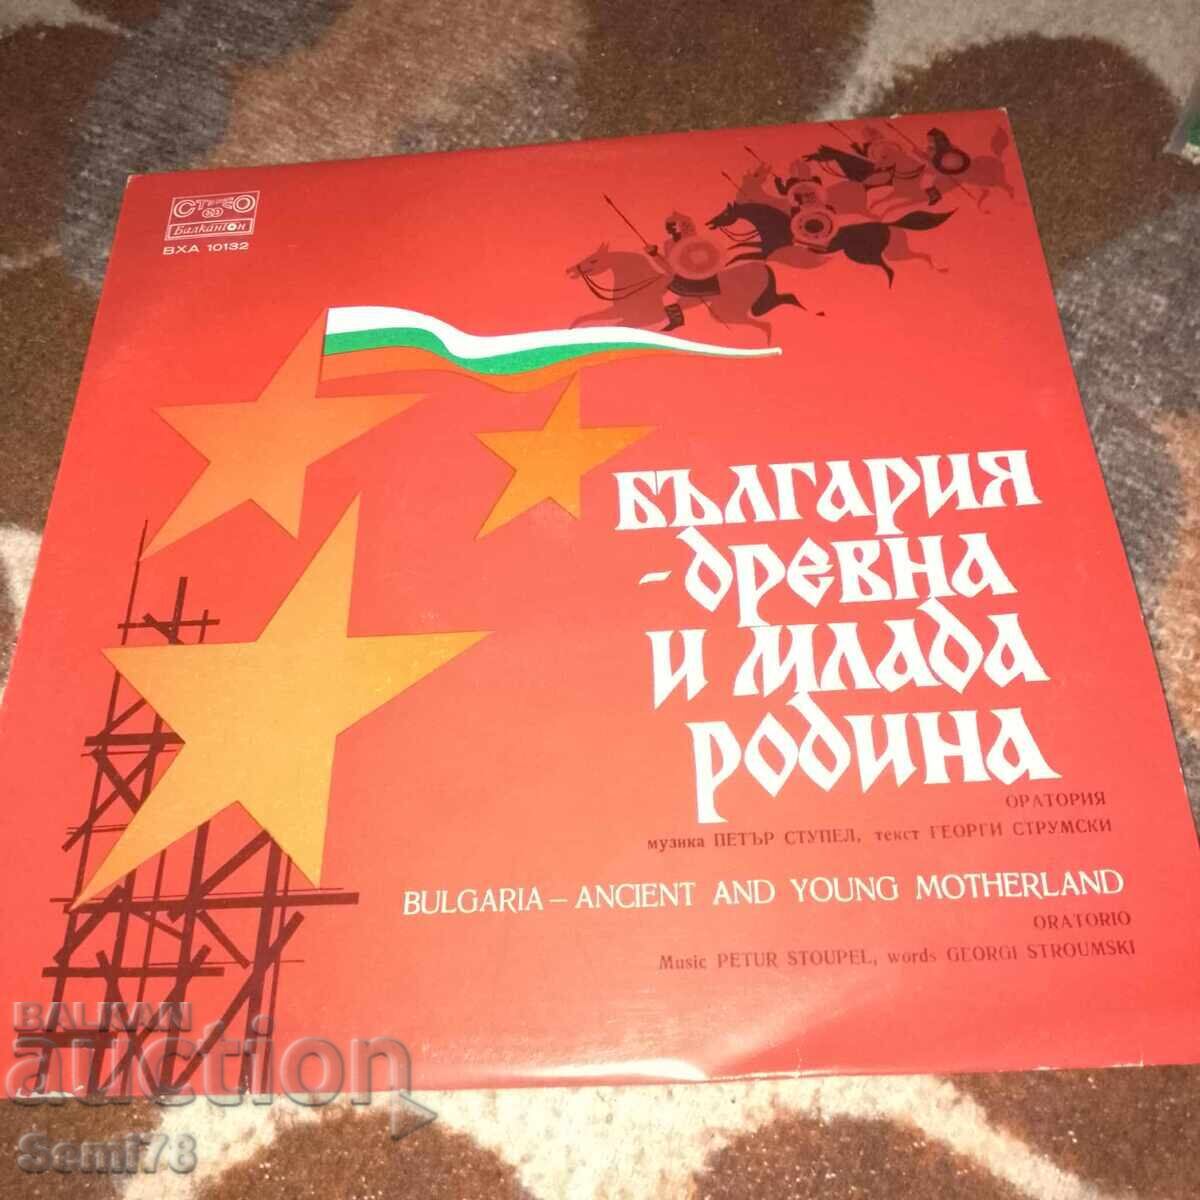 СТЕРЕО
Балкантон
ВХА 10132
БЪЛГАРИЯ
-ДРЕВНА
И МЛАДА
РОДИНА
ОРАТОРИЯ
музика ПЕТЪР СТУПЕЛ, текст ГЕОРГИ СТРУМСКИ
BULGARIA – ANCIENT AND YOUNG MOTHERLAND
ORATORIO
Music PETUR STOUPEL, words GEORGI STROUMSKI
BALKAN
auction
Semi78